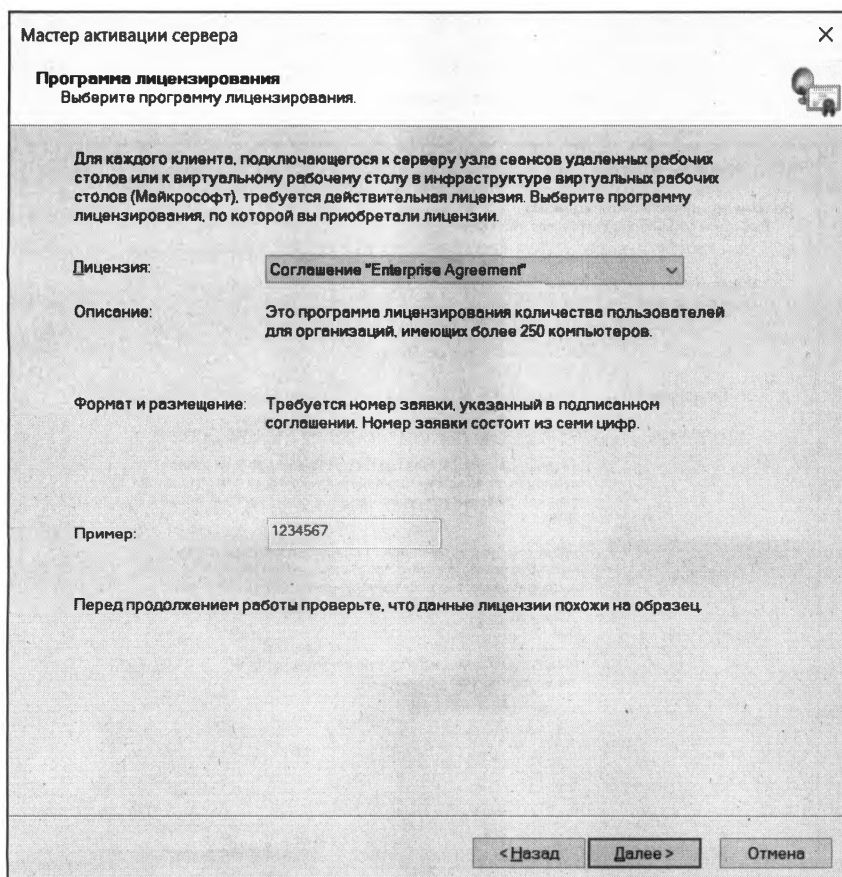 Мастер активации сервера
Программа лицензирования
Выберите программу лицензирования.
Для каждого клиента, подключающегося к серверу узла сеансов удаленных рабочих
столов или к виртуальному рабочему столу в инфраструктуре виртуальных рабочих
столов (Майкрософт), требуется действительная лицензия. Выберите программу
лицензирования, по которой вы приобретали лицензии.
Лицензия: Соглашение "Enterprise Agreement"
Описание: Это программа лицензирования количества пользователей
для организаций, имеющих более 250 компьютеров.
Формат и размещение: Требуется номер заявки, указанный в подписанном
соглашении. Номер заявки состоит из семи цифр.
Пример: 1234567
Перед продолжением работы проверьте, что данные лицензии похожи на образец.
< Назад Далее > Отмена